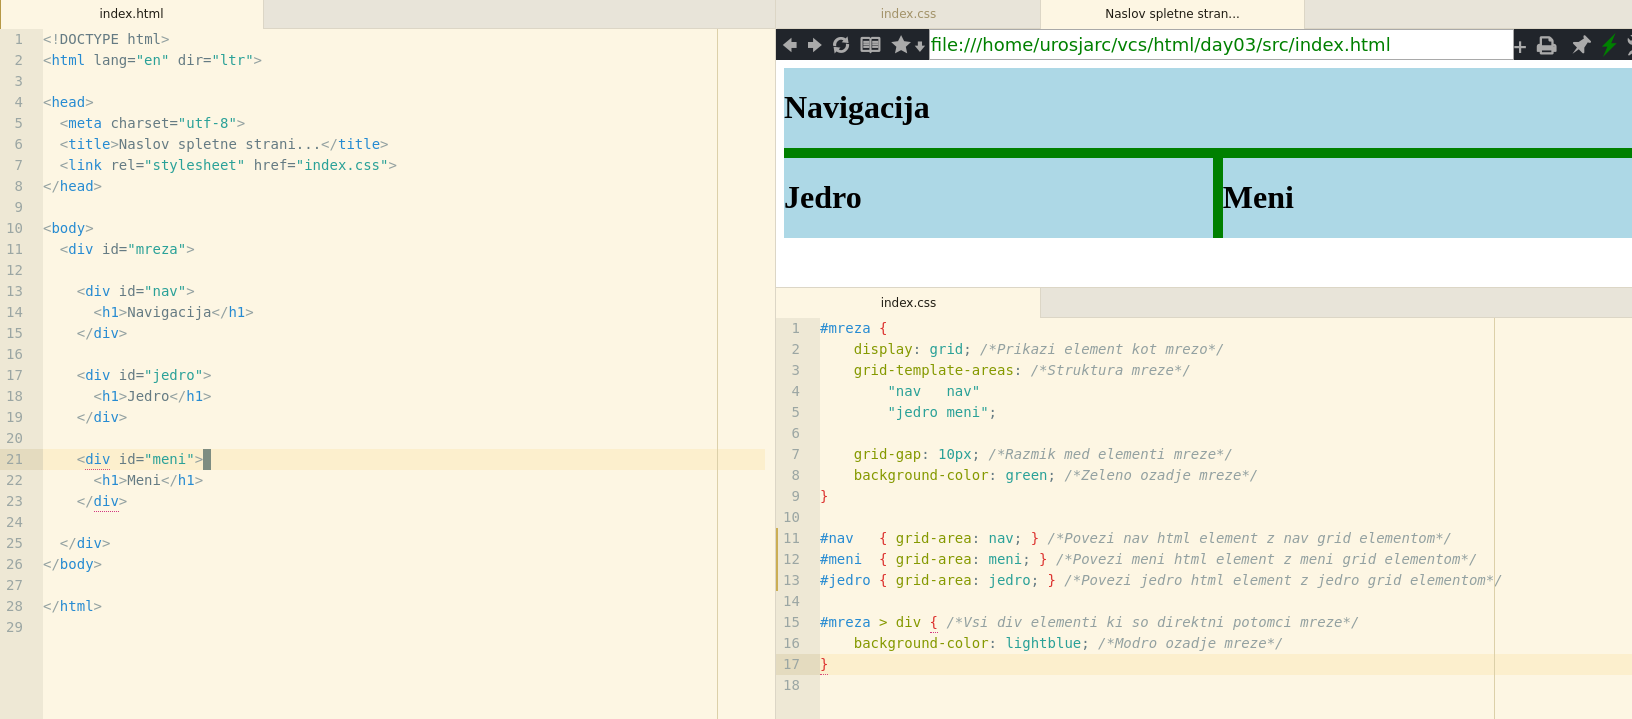 index.html
1 <!DOCTYPE html>
2 <html lang="en" dir="ltr">
3
4 <head>
5   <meta charset="utf-8">
6   <title>Naslov spletne strani...</title>
7   <link rel="stylesheet" href="index.css">
8 </head>
9
10 <body>
11   <div id="mreza">
12
13     <div id="nav">
14       <h1>Navigacija</h1>
15     </div>
16
17     <div id="jedro">
18       <h1>Jedro</h1>
19     </div>
20
21     <div id="meni">
22       <h1>Meni</h1>
23     </div>
24
25   </div>
26 </body>
27
28 </html>
29
index.css
Naslov spletne stran...
file:///home/urosjarc/vcs/html/day03/src/index.html
Navigacija
Jedro
Meni
index.css
1 #mreza {
2     display: grid; /*Prikazi element kot mrezo*/
3     grid-template-areas: /*Struktura mreze*/
4         "nav   nav"
5         "jedro meni";
6
7     grid-gap: 10px; /*Razmik med elementi mreze*/
8     background-color: green; /*Zeleno ozadje mreze*/
9 }
10
11 #nav   { grid-area: nav; } /*Povezi nav html element z nav grid elementom*/
12 #meni  { grid-area: meni; } /*Povezi meni html element z meni grid elementom*/
13 #jedro { grid-area: jedro; } /*Povezi jedro html element z jedro grid elementom*/
14
15 #mreza > div { /*Vsi div elementi ki so direktni potomci mreze*/
16     background-color: lightblue; /*Modro ozadje mreze*/
17 }
18